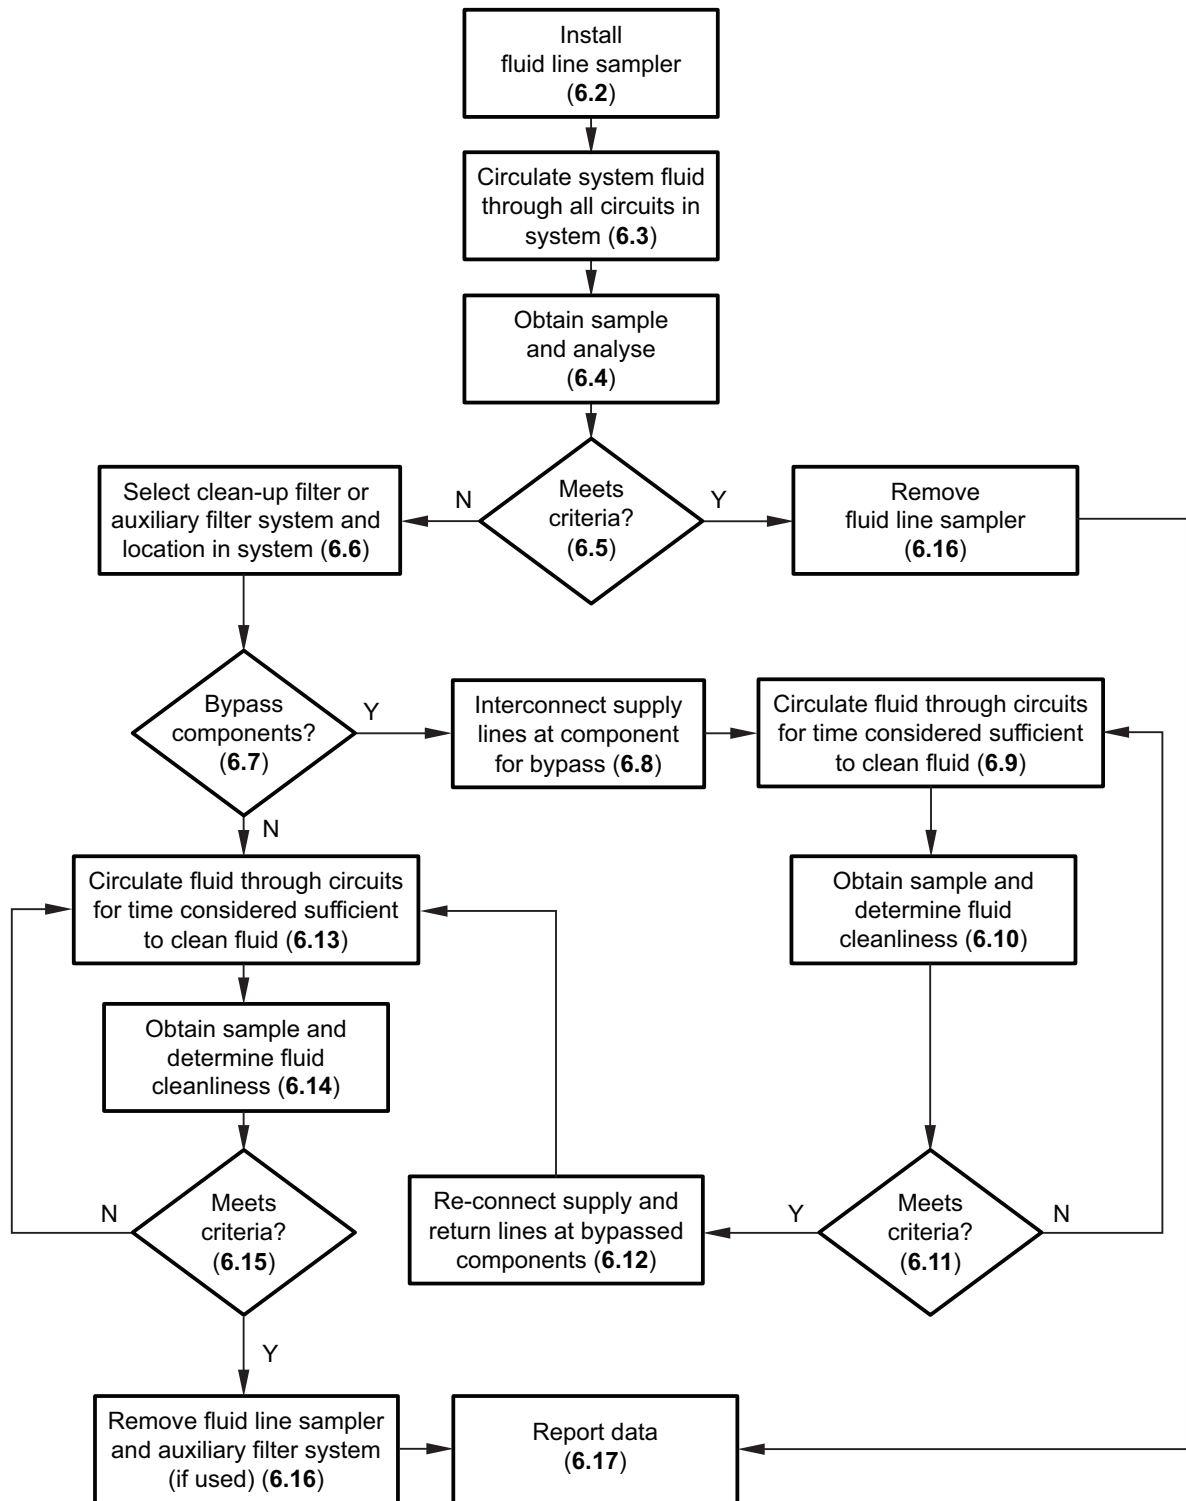 Install
fluid line sampler
(6.2)
Circulate system fluid
through all circuits in
system (6.3)
Obtain sample
and analyse
(6.4)
Meets
criteria?
(6.5)
N
Y
Select clean-up filter or
auxiliary filter system and
location in system (6.6)
Remove
fluid line sampler
(6.16)
Bypass
components?
(6.7)
Y
N
Interconnect supply
lines at component
for bypass (6.8)
Circulate fluid through circuits
for time considered sufficient
to clean fluid (6.9)
Circulate fluid through circuits
for time considered sufficient
to clean fluid (6.13)
Obtain sample and
determine fluid
cleanliness (6.10)
Obtain sample and
determine fluid
cleanliness (6.14)
Meets
criteria?
(6.15)
N
Y
Re-connect supply and
return lines at bypassed
components (6.12)
Y
Meets
criteria?
(6.11)
N
Remove fluid line sampler
and auxiliary filter system
(if used) (6.16)
Report data
(6.17)